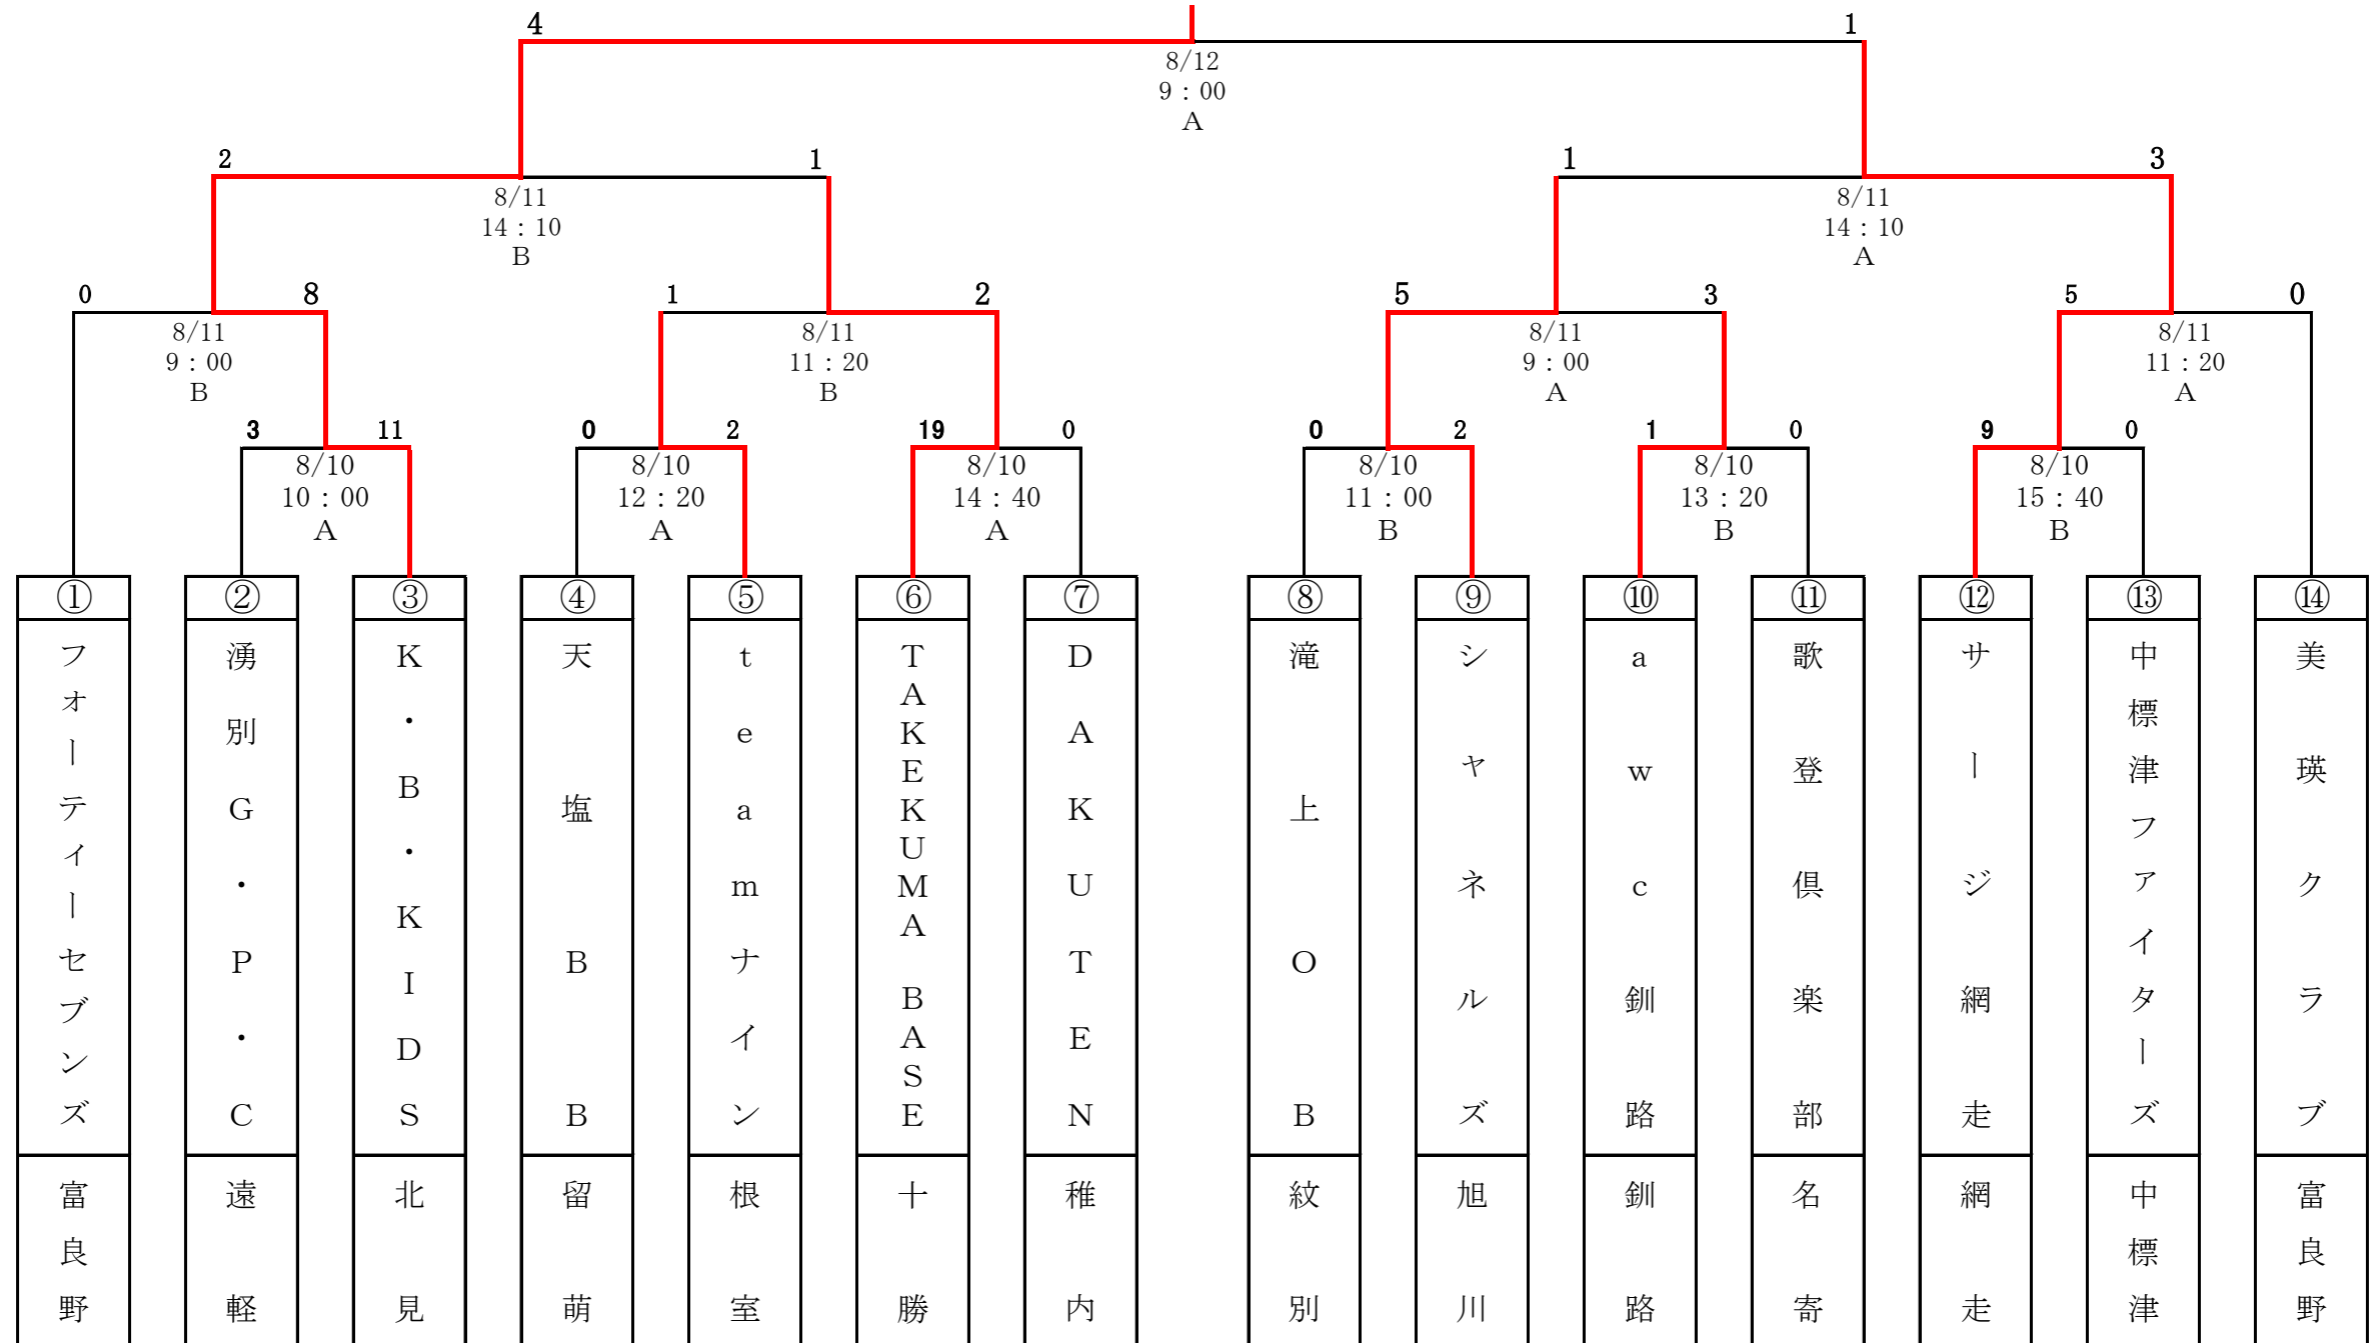 4 1
8/12
9：00
A
2 1 1 3
8/11 8/11
14：10 14：10
B A
0 8 1 2 5 3 5 0
8/11 8/11 8/11 8/11
9：00 11：20 9：00 11：20
B B A A
3 11 0 2 19 0 0 2 1 0 9 0
8/10 8/10 8/10 8/10 8/10 8/10
10：00 12：20 14：40 11：00 13：20 15：40
A A A B B B
① ② ③ ④ ⑤ ⑥ ⑦ ⑧ ⑨ ⑩ ⑪ ⑫ ⑬ ⑭
フォーティーセブンズ
湧別G・P・C
K・B・KIDS
天塩BB
teamナイン
TAKEKUMA BASE
DAKUTEN
滝上OB
シャネルズ
awc釧路
歌登倶楽部
サージ網走
中標津ファイターズ
美瑛クラブ
富良野
遠軽
北見
留萌
根室
十勝
稚内
紋別
旭川
釧路
名寄
網走
中標津
富良野